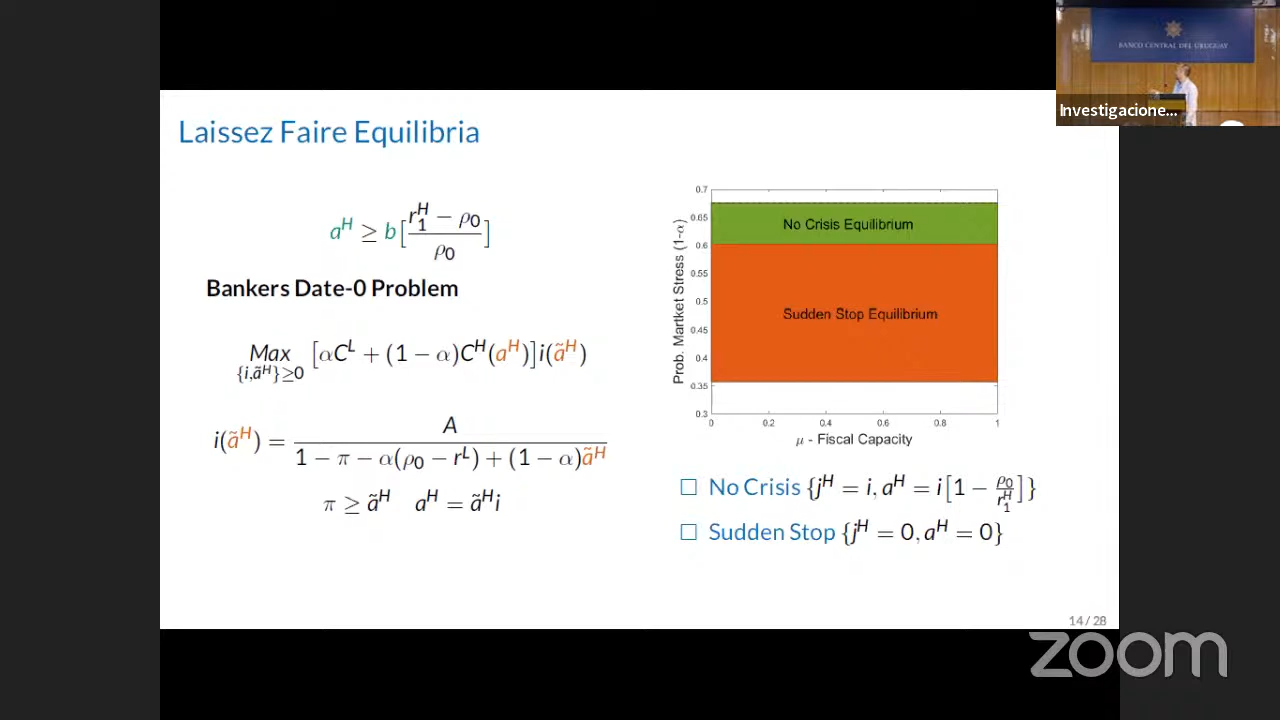 BANCO CENTRAL DEL URUGUAY
Investigacione...
Laissez Faire Equilibria
a^H ≥ b[(r_1^H − ρ_0)/ρ_0]
Bankers Date-0 Problem
Max_{{i,ã^H}≥0} [αC^L + (1 − α)C^H(a^H)]i(ã^H)
i(ã^H) = A / (1 − π − α(ρ_0 − r^L) + (1 − α)ã^H)
π ≥ ã^H a^H = ã^H i
Prob. Martket Stress (1-α)
0.7
0.65
0.6
0.55
0.5
0.45
0.4
0.35
0.3
No Crisis Equilibrium
Sudden Stop Equilibrium
0 0.2 0.4 0.6 0.8 1
μ - Fiscal Capacity
□ No Crisis {j^H = i, a^H = i[1 − ρ_0/r_1^H]}
□ Sudden Stop {j^H = 0, a^H = 0}
14 / 28
zoom